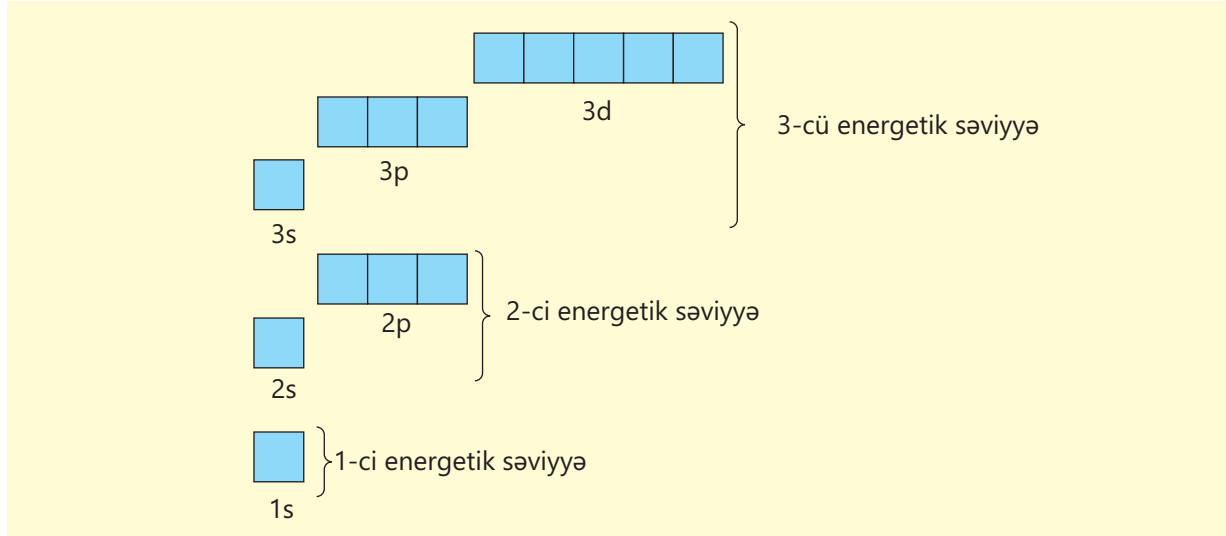 3d
3-cü energetik səviyyə
3p
3s
2-ci energetik səviyyə
2p
2s
1-ci energetik səviyyə
1s